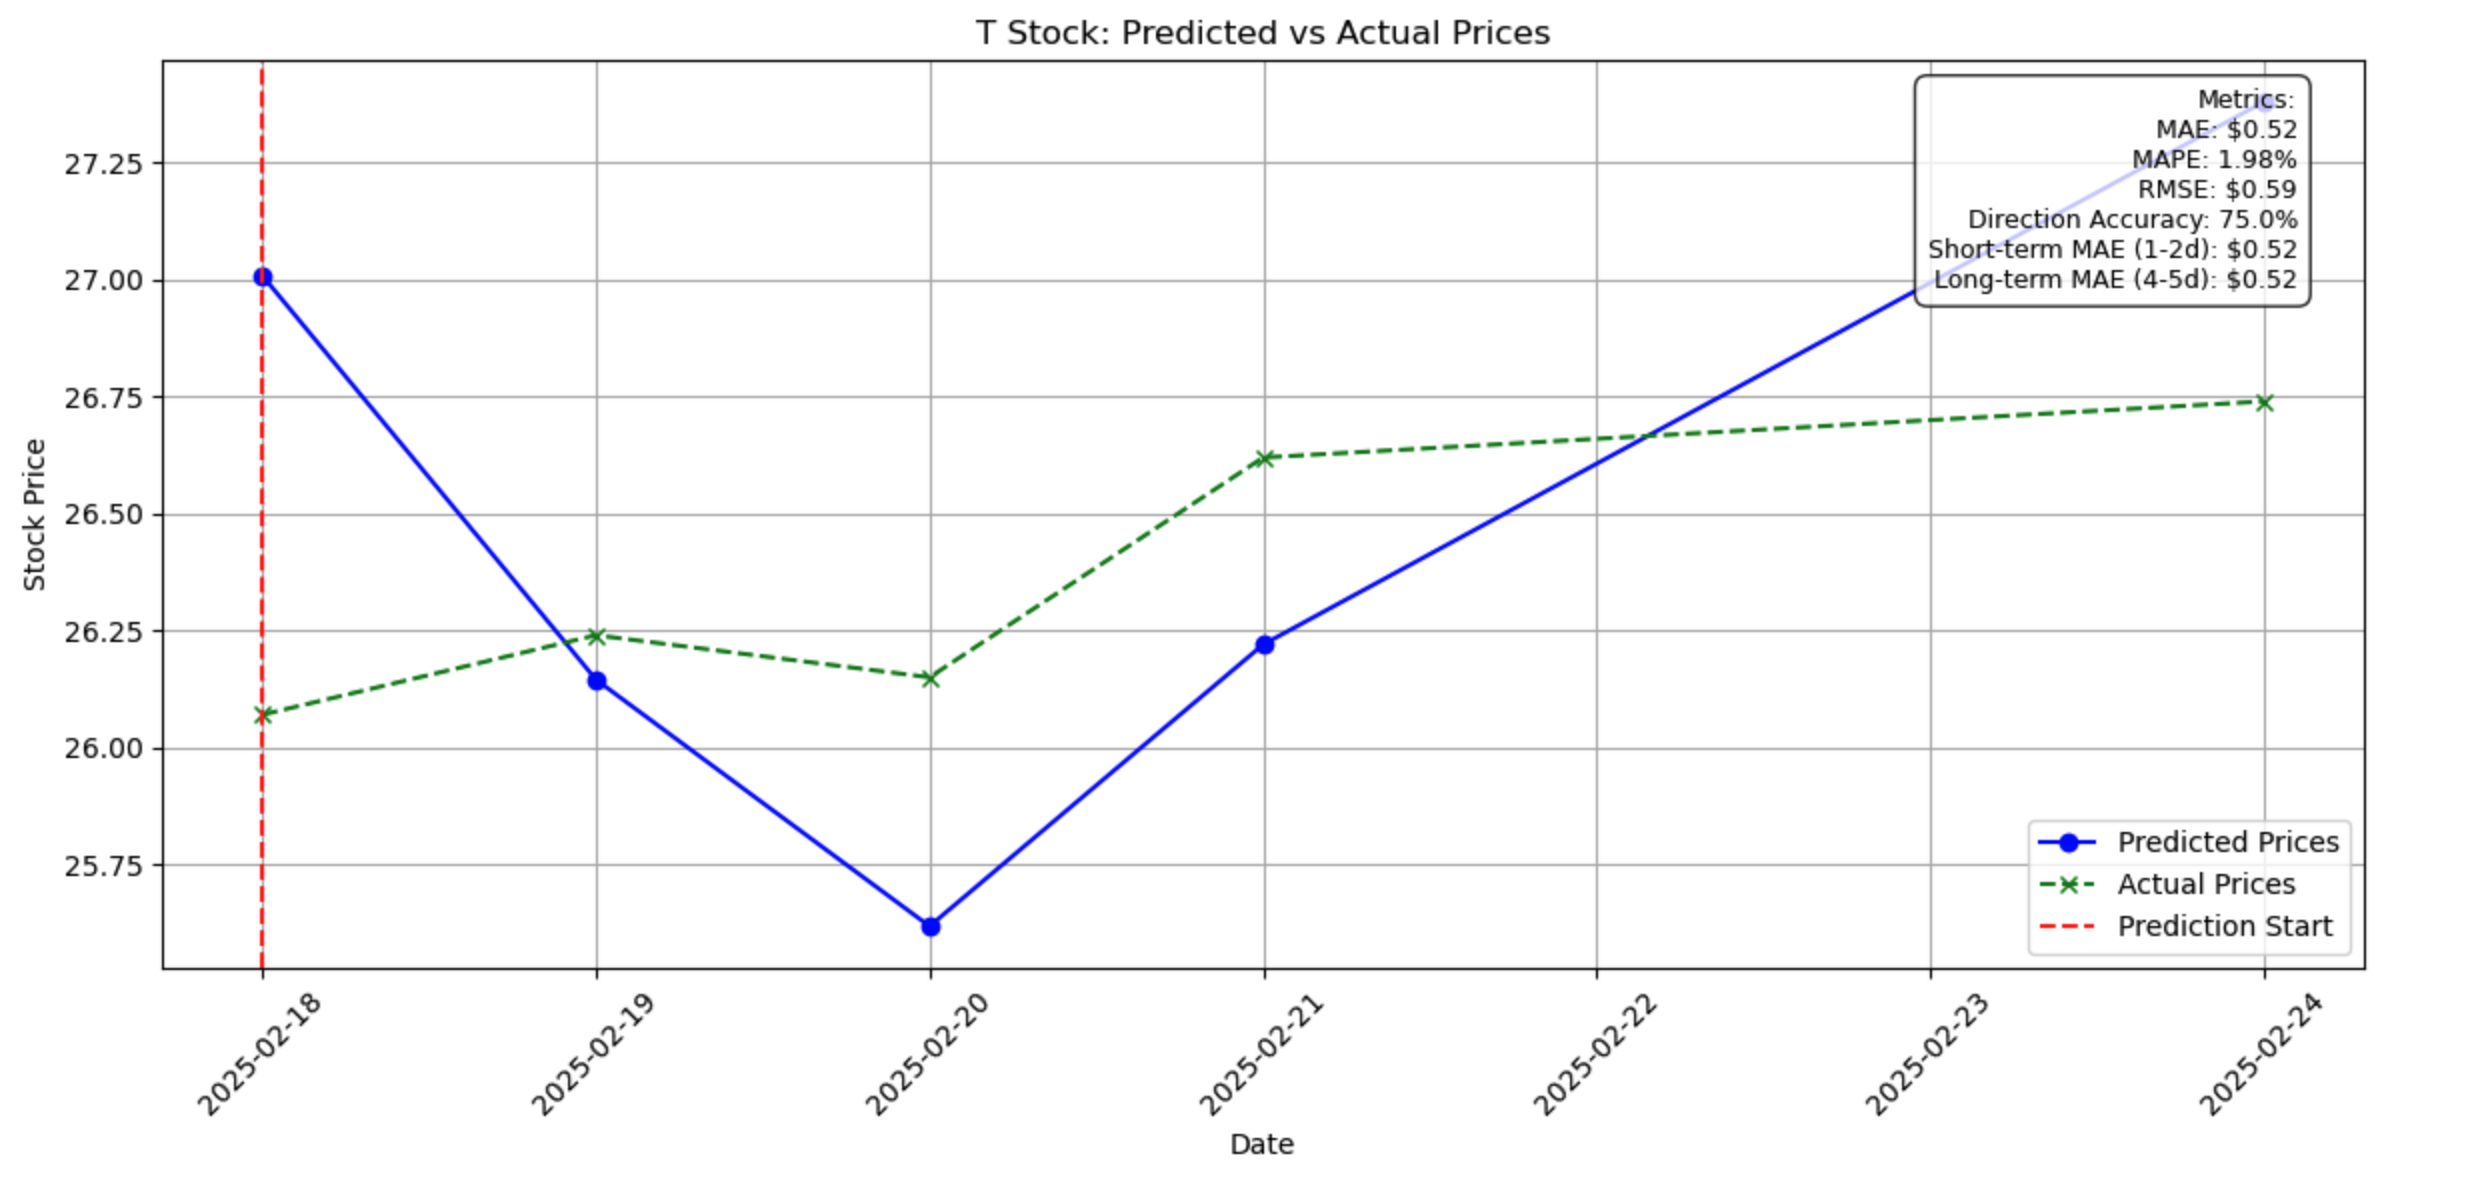 T Stock: Predicted vs Actual Prices
Metrics:
MAE: $0.52
MAPE: 1.98%
RMSE: $0.59
Direction Accuracy: 75.0%
Short-term MAE (1-2d): $0.52
Long-term MAE (4-5d): $0.52
27.25
27.00
26.75
26.50
26.25
26.00
25.75
Stock Price
Predicted Prices
Actual Prices
Prediction Start
2025-02-18
2025-02-19
2025-02-20
2025-02-21
2025-02-22
2025-02-23
2025-02-24
Date